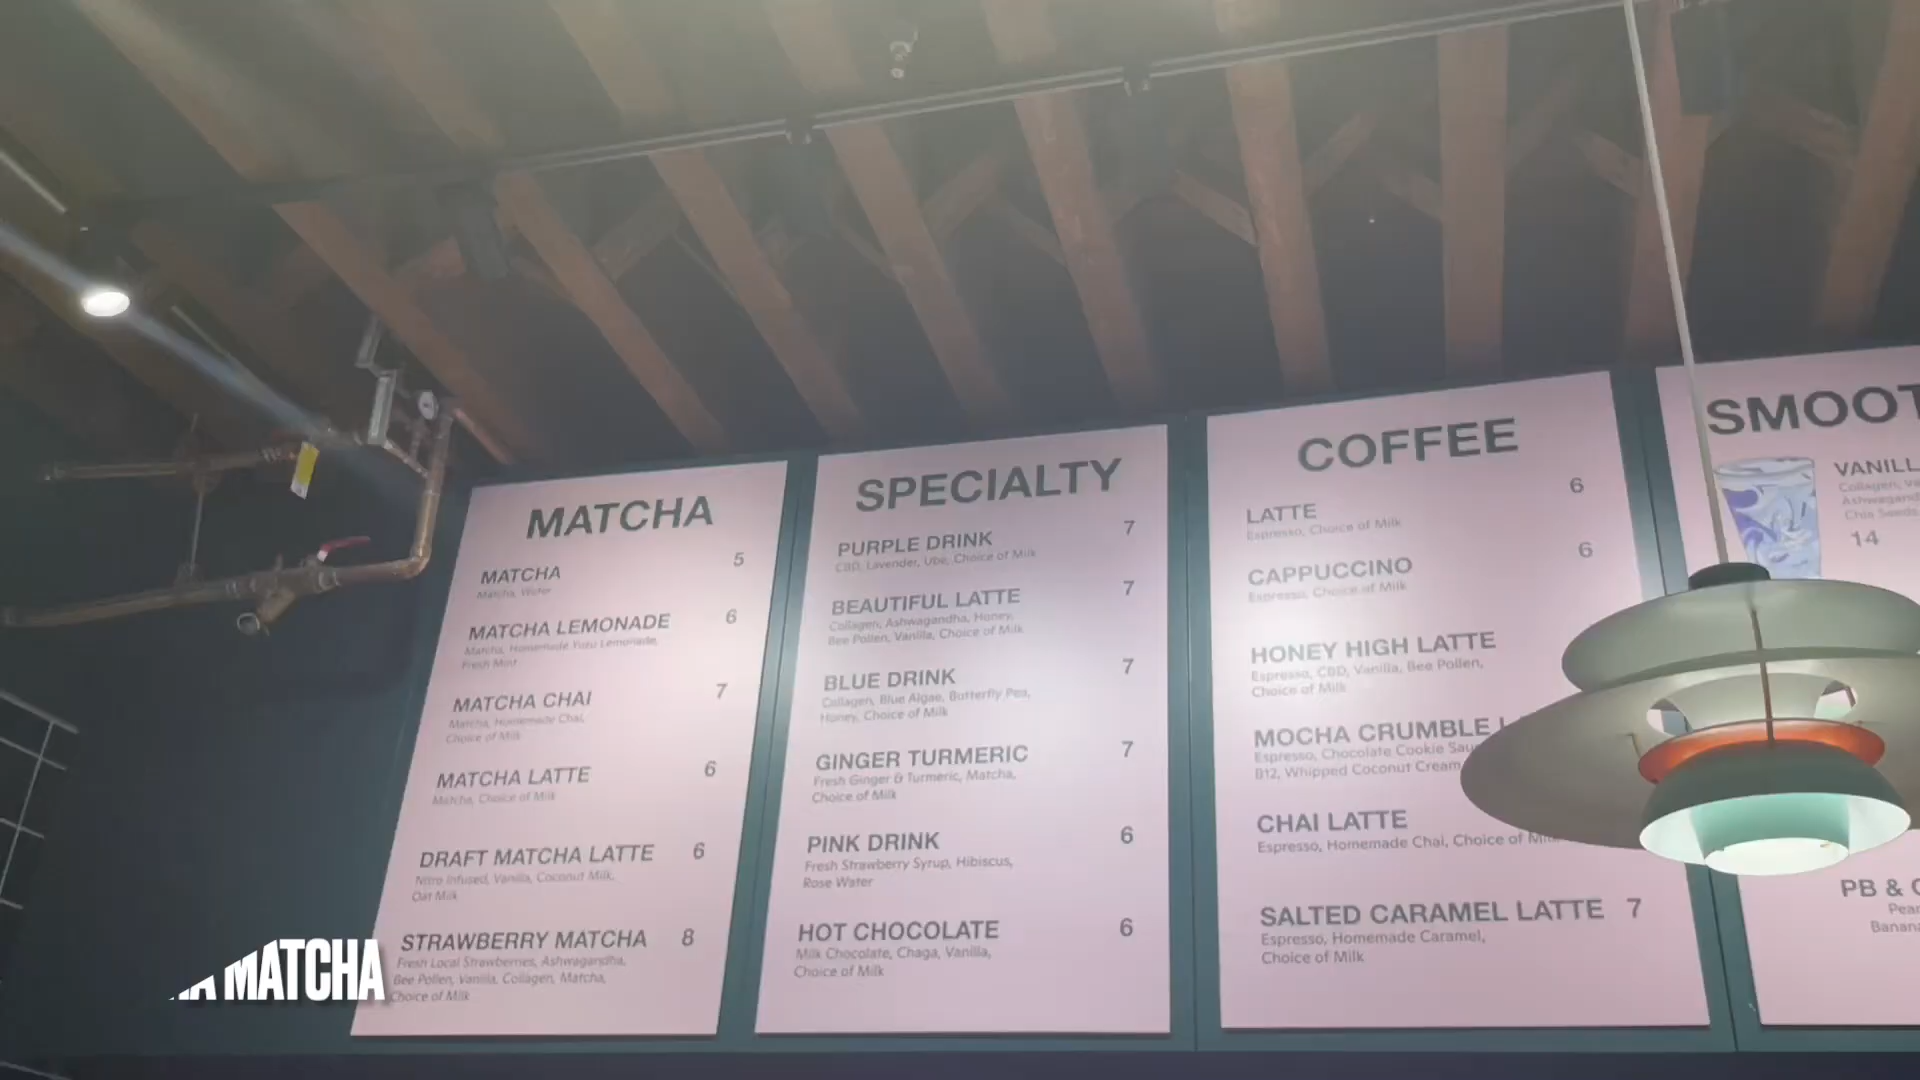 MATCHA
MATCHA 5
Matcha, Water
MATCHA LEMONADE 6
Matcha, Homemade Yuzu Lemonade,
Fresh Mint
MATCHA CHAI 7
Matcha, Homemade Chai,
Choice of Milk
MATCHA LATTE 6
Matcha, Choice of Milk
DRAFT MATCHA LATTE 6
Nitro Infused, Vanilla, Coconut Milk,
Oat Milk
STRAWBERRY MATCHA 8
Fresh Local Strawberries, Ashwagandha,
Bee Pollen, Vanilla, Collagen, Matcha,
Choice of Milk
SPECIALTY
PURPLE DRINK 7
CBD, Lavender, Ube, Choice of Milk
BEAUTIFUL LATTE 7
Collagen, Ashwagandha, Honey,
Bee Pollen, Vanilla, Choice of Milk
BLUE DRINK 7
Collagen, Blue Algae, Butterfly Pea,
Honey, Choice of Milk
GINGER TURMERIC 7
Fresh Ginger & Turmeric, Matcha,
Choice of Milk
PINK DRINK 6
Fresh Strawberry Syrup, Hibiscus,
Rose Water
HOT CHOCOLATE 6
Milk Chocolate, Chaga, Vanilla,
Choice of Milk
COFFEE
LATTE 6
Espresso, Choice of Milk
CAPPUCCINO 6
Espresso, Choice of Milk
HONEY HIGH LATTE
Espresso, CBD, Vanilla, Bee Pollen,
Choice of Milk
MOCHA CRUMBLE
Espresso, Chocolate Cookie
B12, Whipped Coconut Cream
CHAI LATTE
Espresso, Homemade Chai, Choice of
SALTED CARAMEL LATTE 7
Espresso, Homemade Caramel,
Choice of Milk
SMOOT
VANILL
Collagen, Va
Ashwagand
Chia Seeds
14
PB &
Pea
Banan
MATCHA